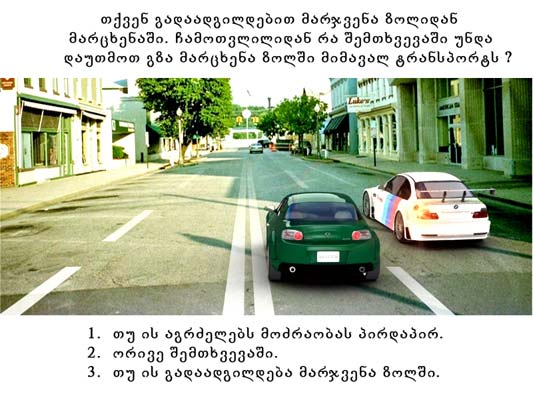 თქვენ გადაადგილდებით მარჯვენა ზოლიდან
მარცხენაში. ჩამოთვლილიდან რა შემთხვევაში უნდა
დაუთმოთ გზა მარცხენა ზოლში მიმავალ ტრანსპორტს ?
Luke's
1. თუ ის აგრძელებს მოძრაობას პირდაპირ.
2. ორივე შემთხვევაში.
3. თუ ის გადაადგილდება მარჯვენა ზოლში.